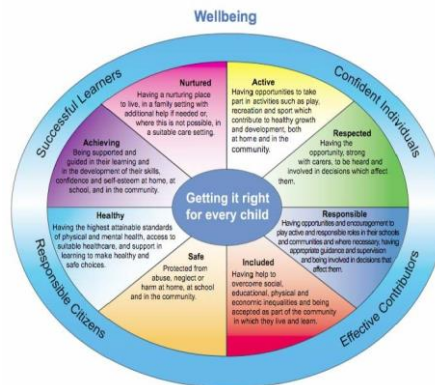 Wellbeing
Successful Learners
Confident Individuals
Nurtured
Having a nurturing place
to live, in a family setting with
additional help if needed or,
where this is not possible, in
a suitable care setting.
Active
Having opportunities to take
part in activities such as play,
recreation and sport which
contribute to healthy growth
and development, both
at home and in the
community.
Achieving
Being supported and
guided in their learning and
in the development of their skills,
confidence and self-esteem at home, at
school, and in the community.
Respected
Having the
opportunity, strong
with carers, to be heard and
involved in decisions which affect
them.
Getting it right
for every child
Healthy
Having the highest attainable standards
of physical and mental health, access to
suitable healthcare, and support in
learning to make healthy and
safe choices.
Responsible
Having opportunities and encouragement to
play active and responsible roles in their schools
and communities and where necessary, having
appropriate guidance and supervision
and being involved in decisions that
affect them.
Safe
Protected from
abuse, neglect or
harm at home, at school
and in the community.
Included
Having help to
overcome social,
educational, physical and
economic inequalities and being
accepted as part of the community
in which they live and learn.
Responsible Citizens
Effective Contributors